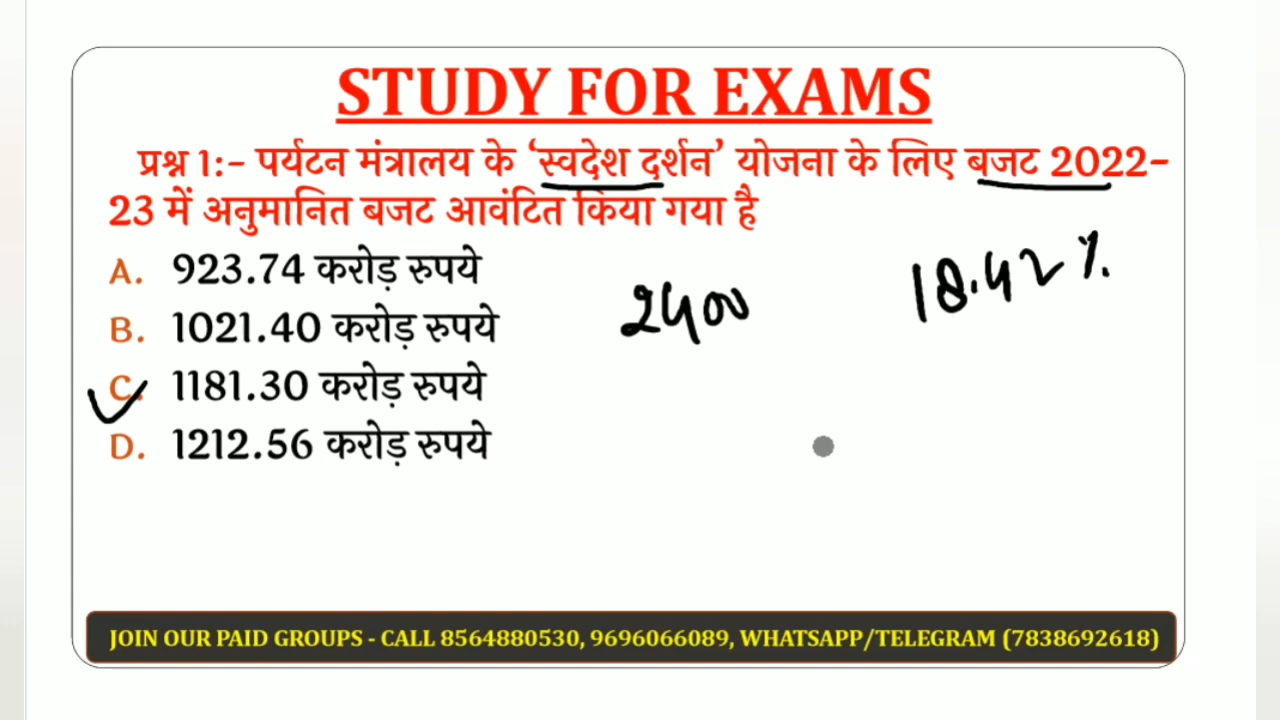 STUDY FOR EXAMS
प्रश्न 1:- पर्यटन मंत्रालय के ‘स्वदेश दर्शन’ योजना के लिए बजट 2022-
23 में अनुमानित बजट आवंटित किया गया है
A. 923.74 करोड़ रुपये
B. 1021.40 करोड़ रुपये
C. 1181.30 करोड़ रुपये
D. 1212.56 करोड़ रुपये
2400
18.42 %
JOIN OUR PAID GROUPS - CALL 8564880530, 9696066089, WHATSAPP/TELEGRAM (7838692618)